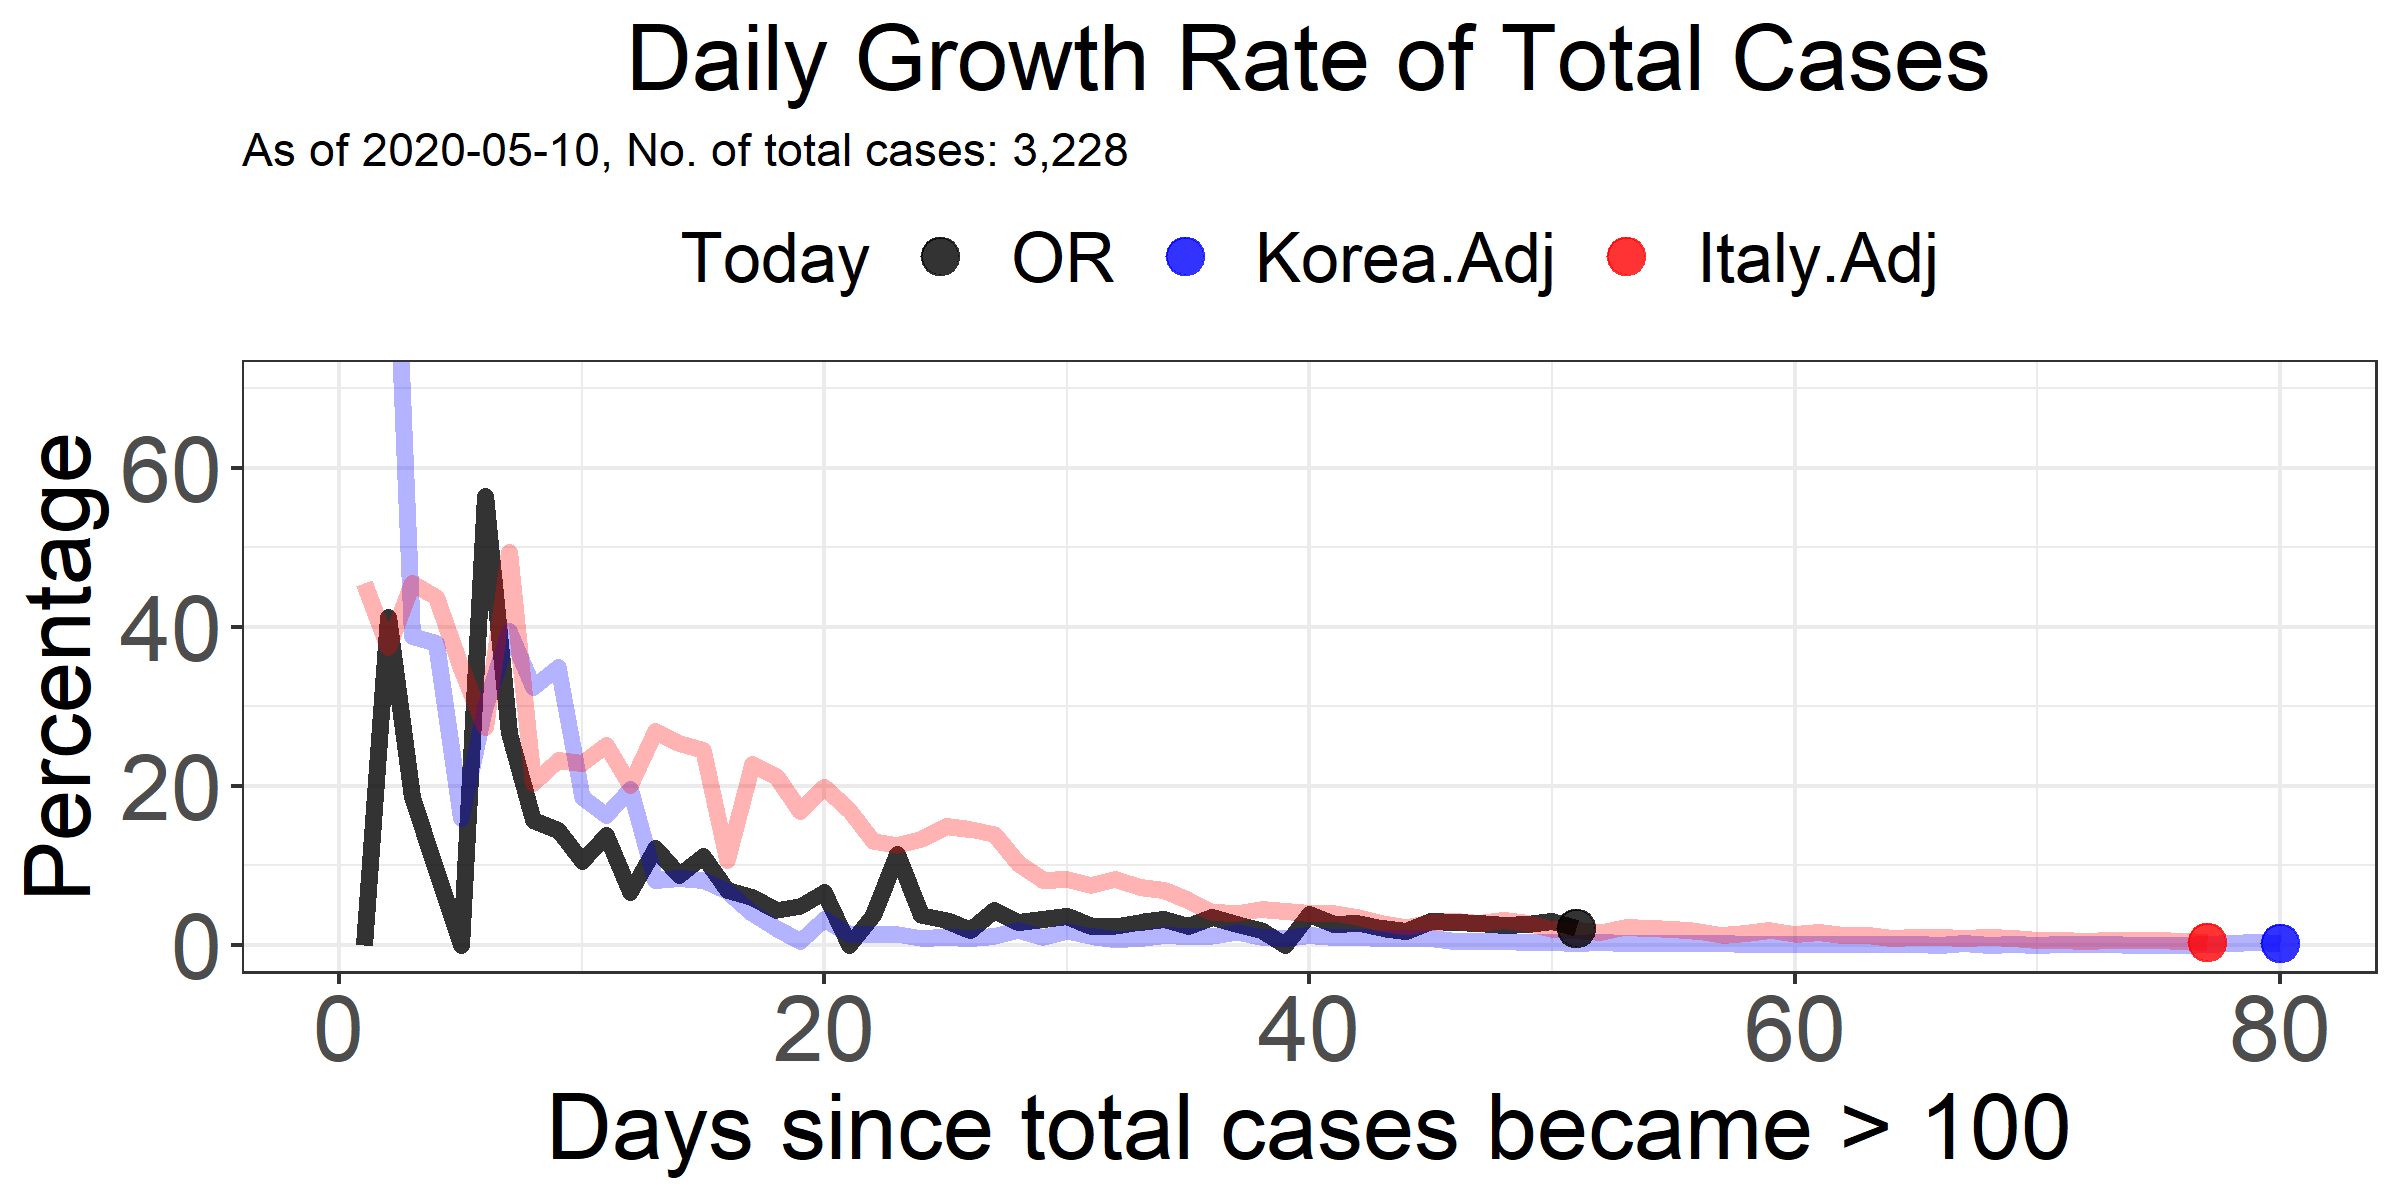 Daily Growth Rate of Total Cases
As of 2020-05-10, No. of total cases: 3,228
Today OR Korea.Adj Italy.Adj
Percentage
60
40
20
0
0 20 40 60 80
Days since total cases became > 100